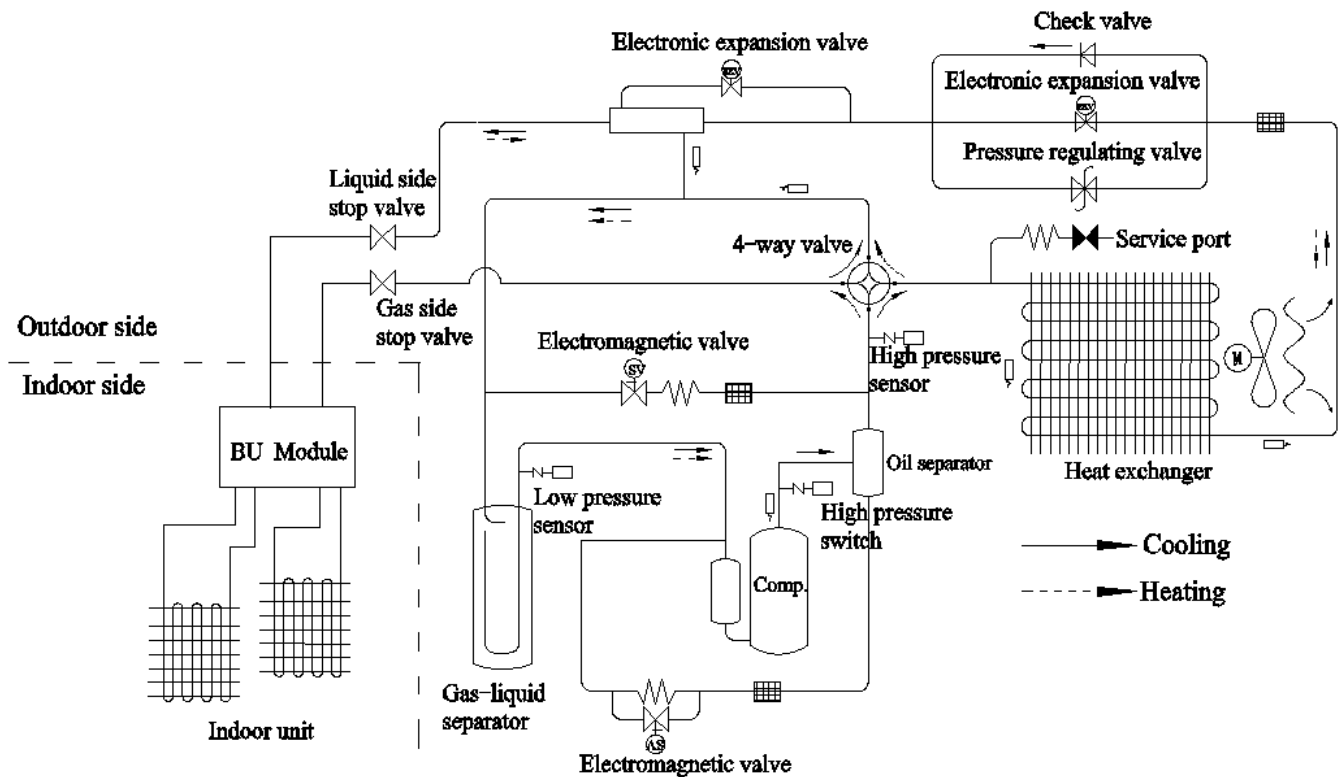 Check valve
Electronic expansion valve
EEV
Electronic expansion valve
EEV
Pressure regulating valve
Liquid side
stop valve
4-way valve
Service port
Gas side
stop valve
Outdoor side
Indoor side
Electromagnetic valve
SV
High pressure
sensor
M
BU Module
Oil separator
Heat exchanger
Low pressure
sensor
High pressure
switch
Comp.
Cooling
Heating
Gas-liquid
separator
Indoor unit
Electromagnetic valve